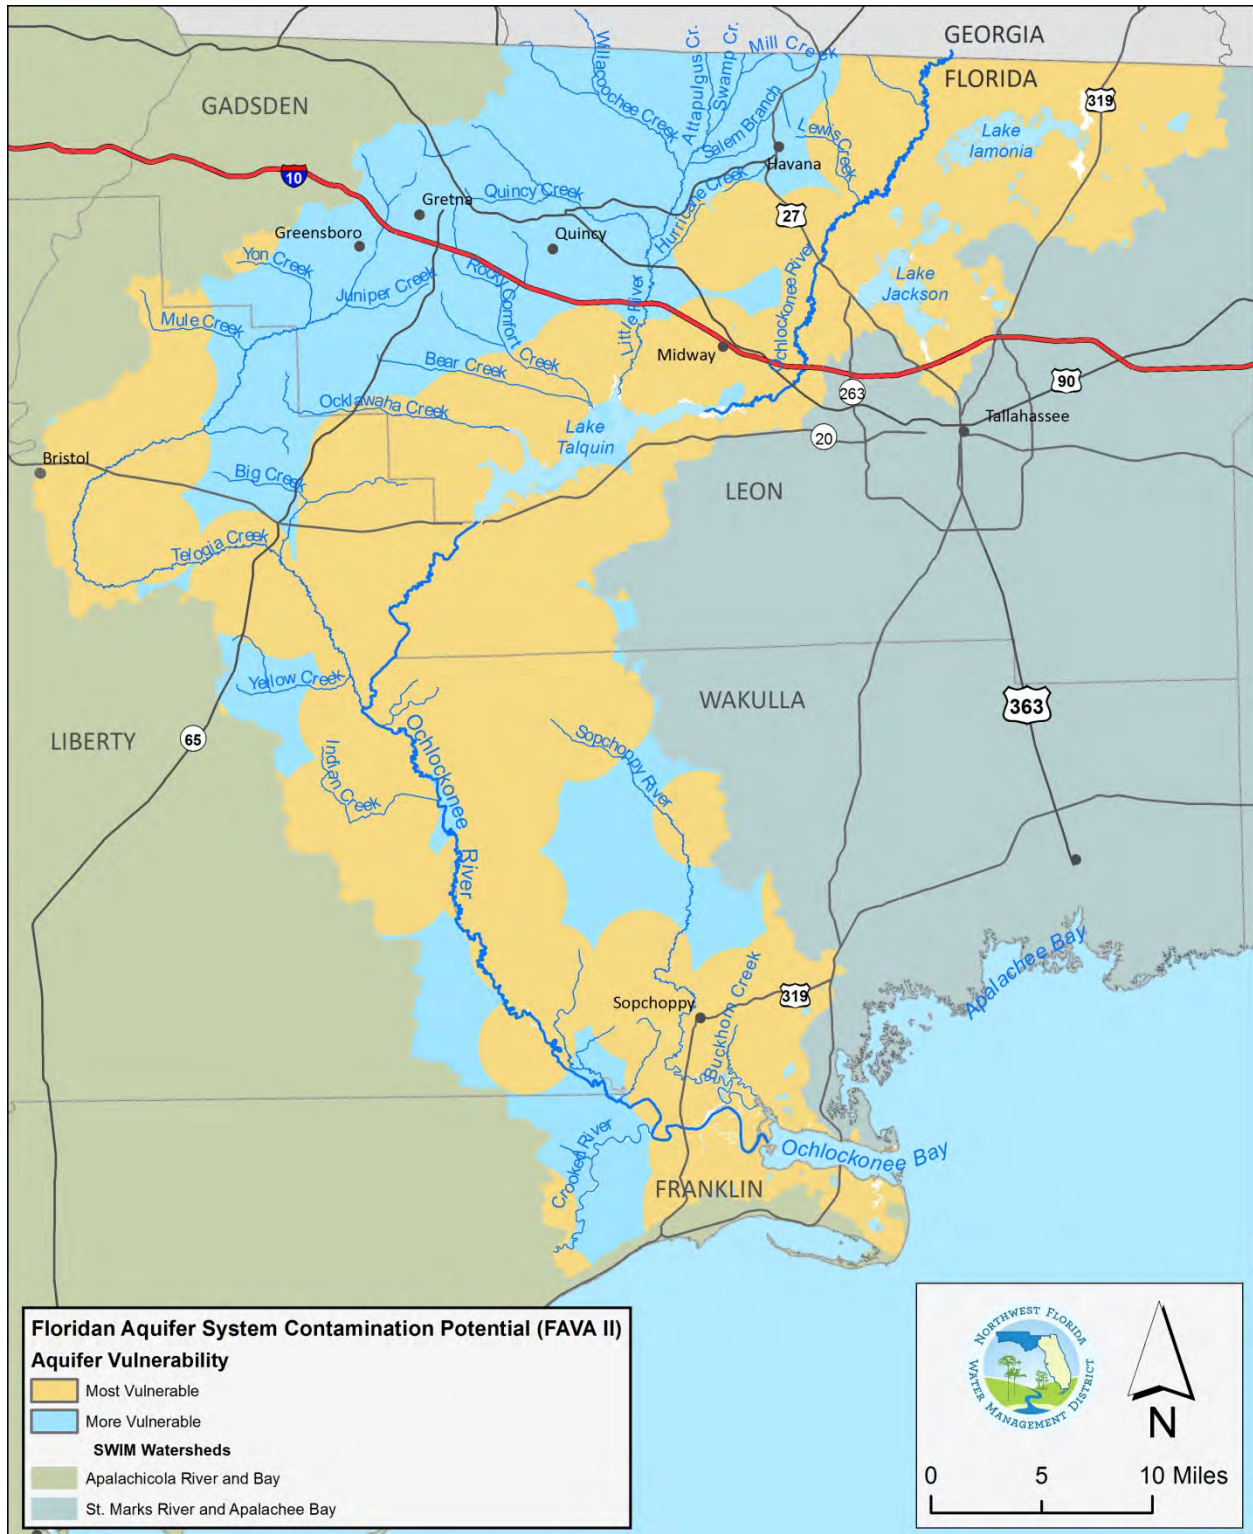 GEORGIA
FLORIDA
GADSDEN
Willacoochee Creek
Attapulgus Cr.
Swamp Cr.
Mill Creek
Salem Branch
Lewis Creek
Havana
319
Lake
Iamonia
10
Gretna
Quincy Creek
Hurricane Creek
27
Greensboro
Quincy
Yon Creek
Juniper Creek
Rocky Comfort
Creek
Little River
Ochlockonee River
Lake
Jackson
Mule Creek
Midway
Bear Creek
263
90
Ocklawaha Creek
Lake
Talquin
20
Tallahassee
Bristol
Big Creek
LEON
Telogia Creek
Yellow Creek
WAKULLA
363
LIBERTY
65
Ochlockonee
River
Indian Creek
Sopchoppy River
Sopchoppy
319
Buckhorn Creek
Apalachee Bay
Crooked River
Ochlockonee Bay
FRANKLIN
Floridan Aquifer System Contamination Potential (FAVA II)
Aquifer Vulnerability
Most Vulnerable
More Vulnerable
SWIM Watersheds
Apalachicola River and Bay
St. Marks River and Apalachee Bay
NORTHWEST FLORIDA
WATER MANAGEMENT DISTRICT
N
0 5 10 Miles